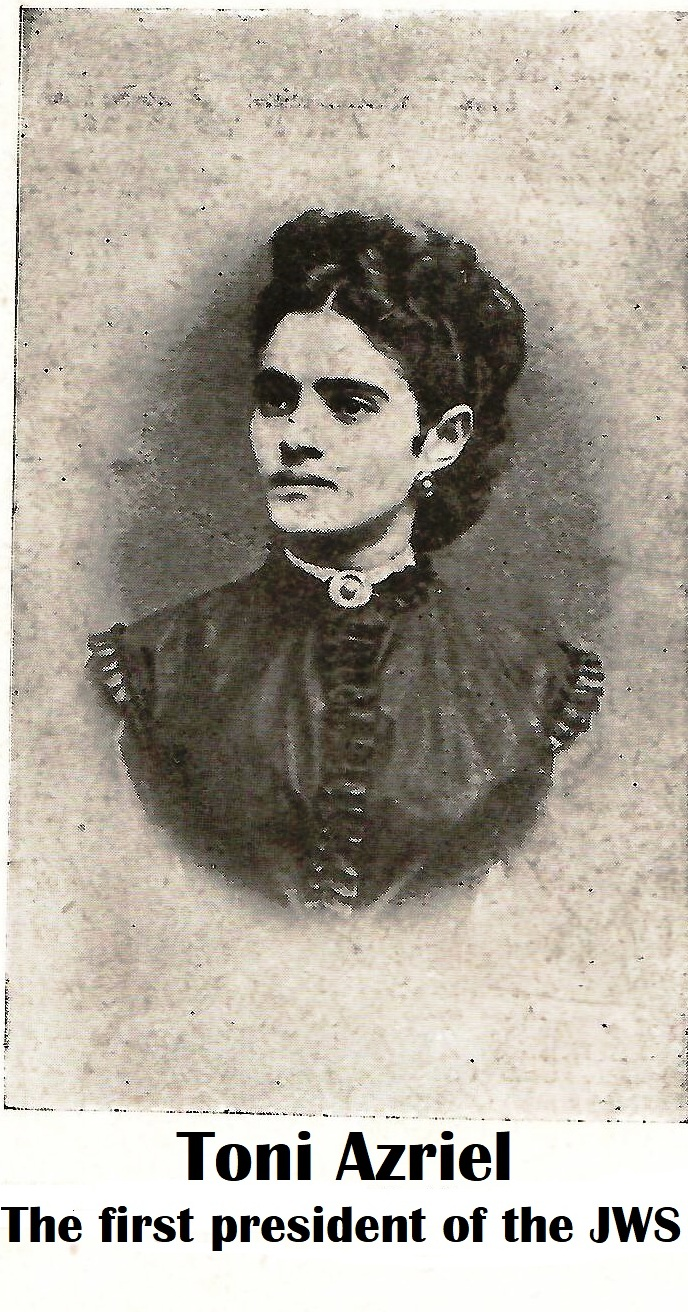 Toni Azriel
The first president of the JWS